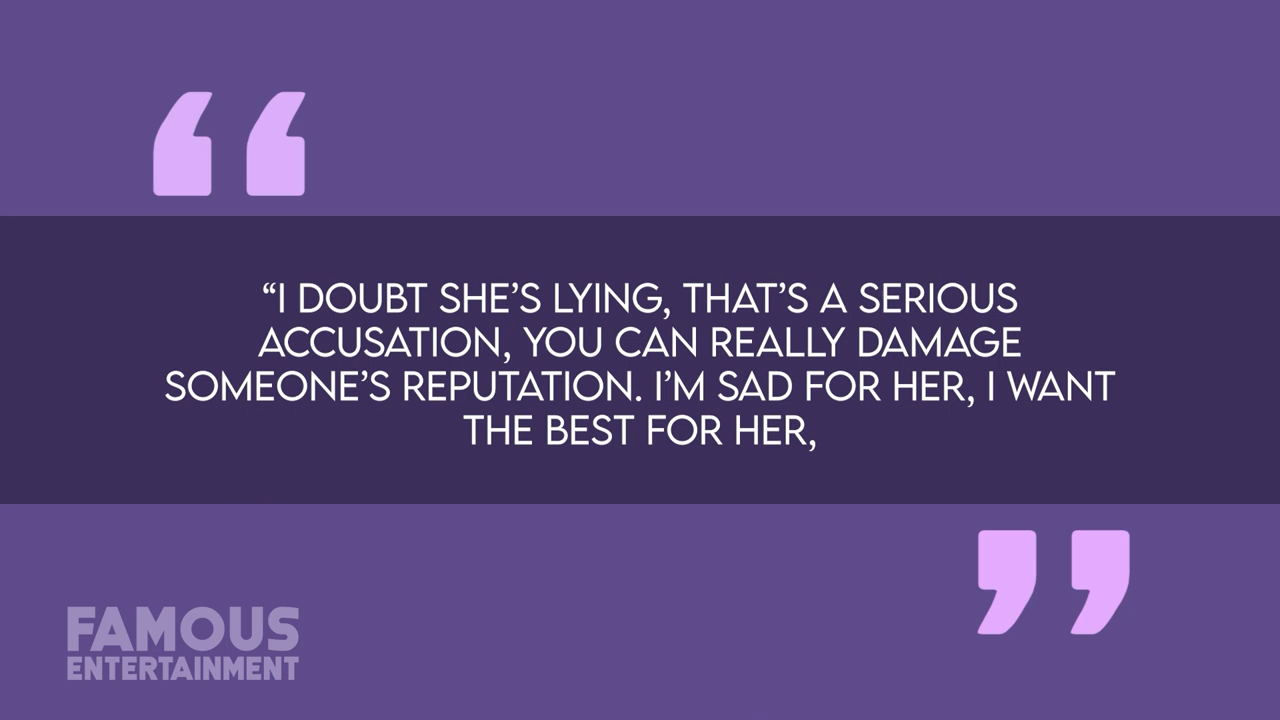 “I DOUBT SHE’S LYING, THAT’S A SERIOUS
ACCUSATION, YOU CAN REALLY DAMAGE
SOMEONE’S REPUTATION. I’M SAD FOR HER, I WANT
THE BEST FOR HER,
FAMOUS
ENTERTAINMENT